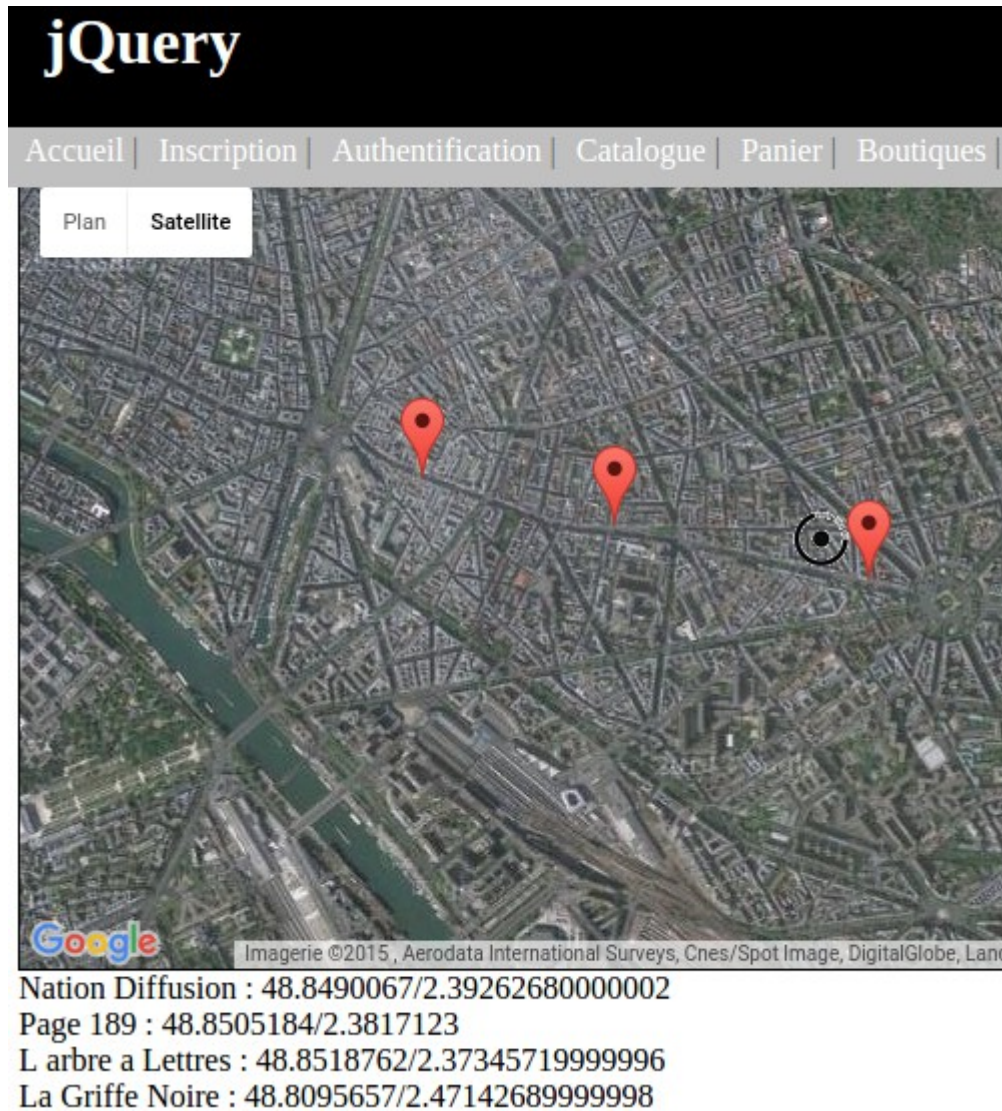 jQuery
Accueil | Inscription | Authentification | Catalogue | Panier | Boutiques |
Plan Satellite
Google
Imagerie ©2015 , Aerodata International Surveys, Cnes/Spot Image, DigitalGlobe,
Nation Diffusion : 48.8490067/2.39262680000002
Page 189 : 48.8505184/2.3817123
L arbre a Lettres : 48.8518762/2.37345719999996
La Griffe Noire : 48.8095657/2.47142689999998